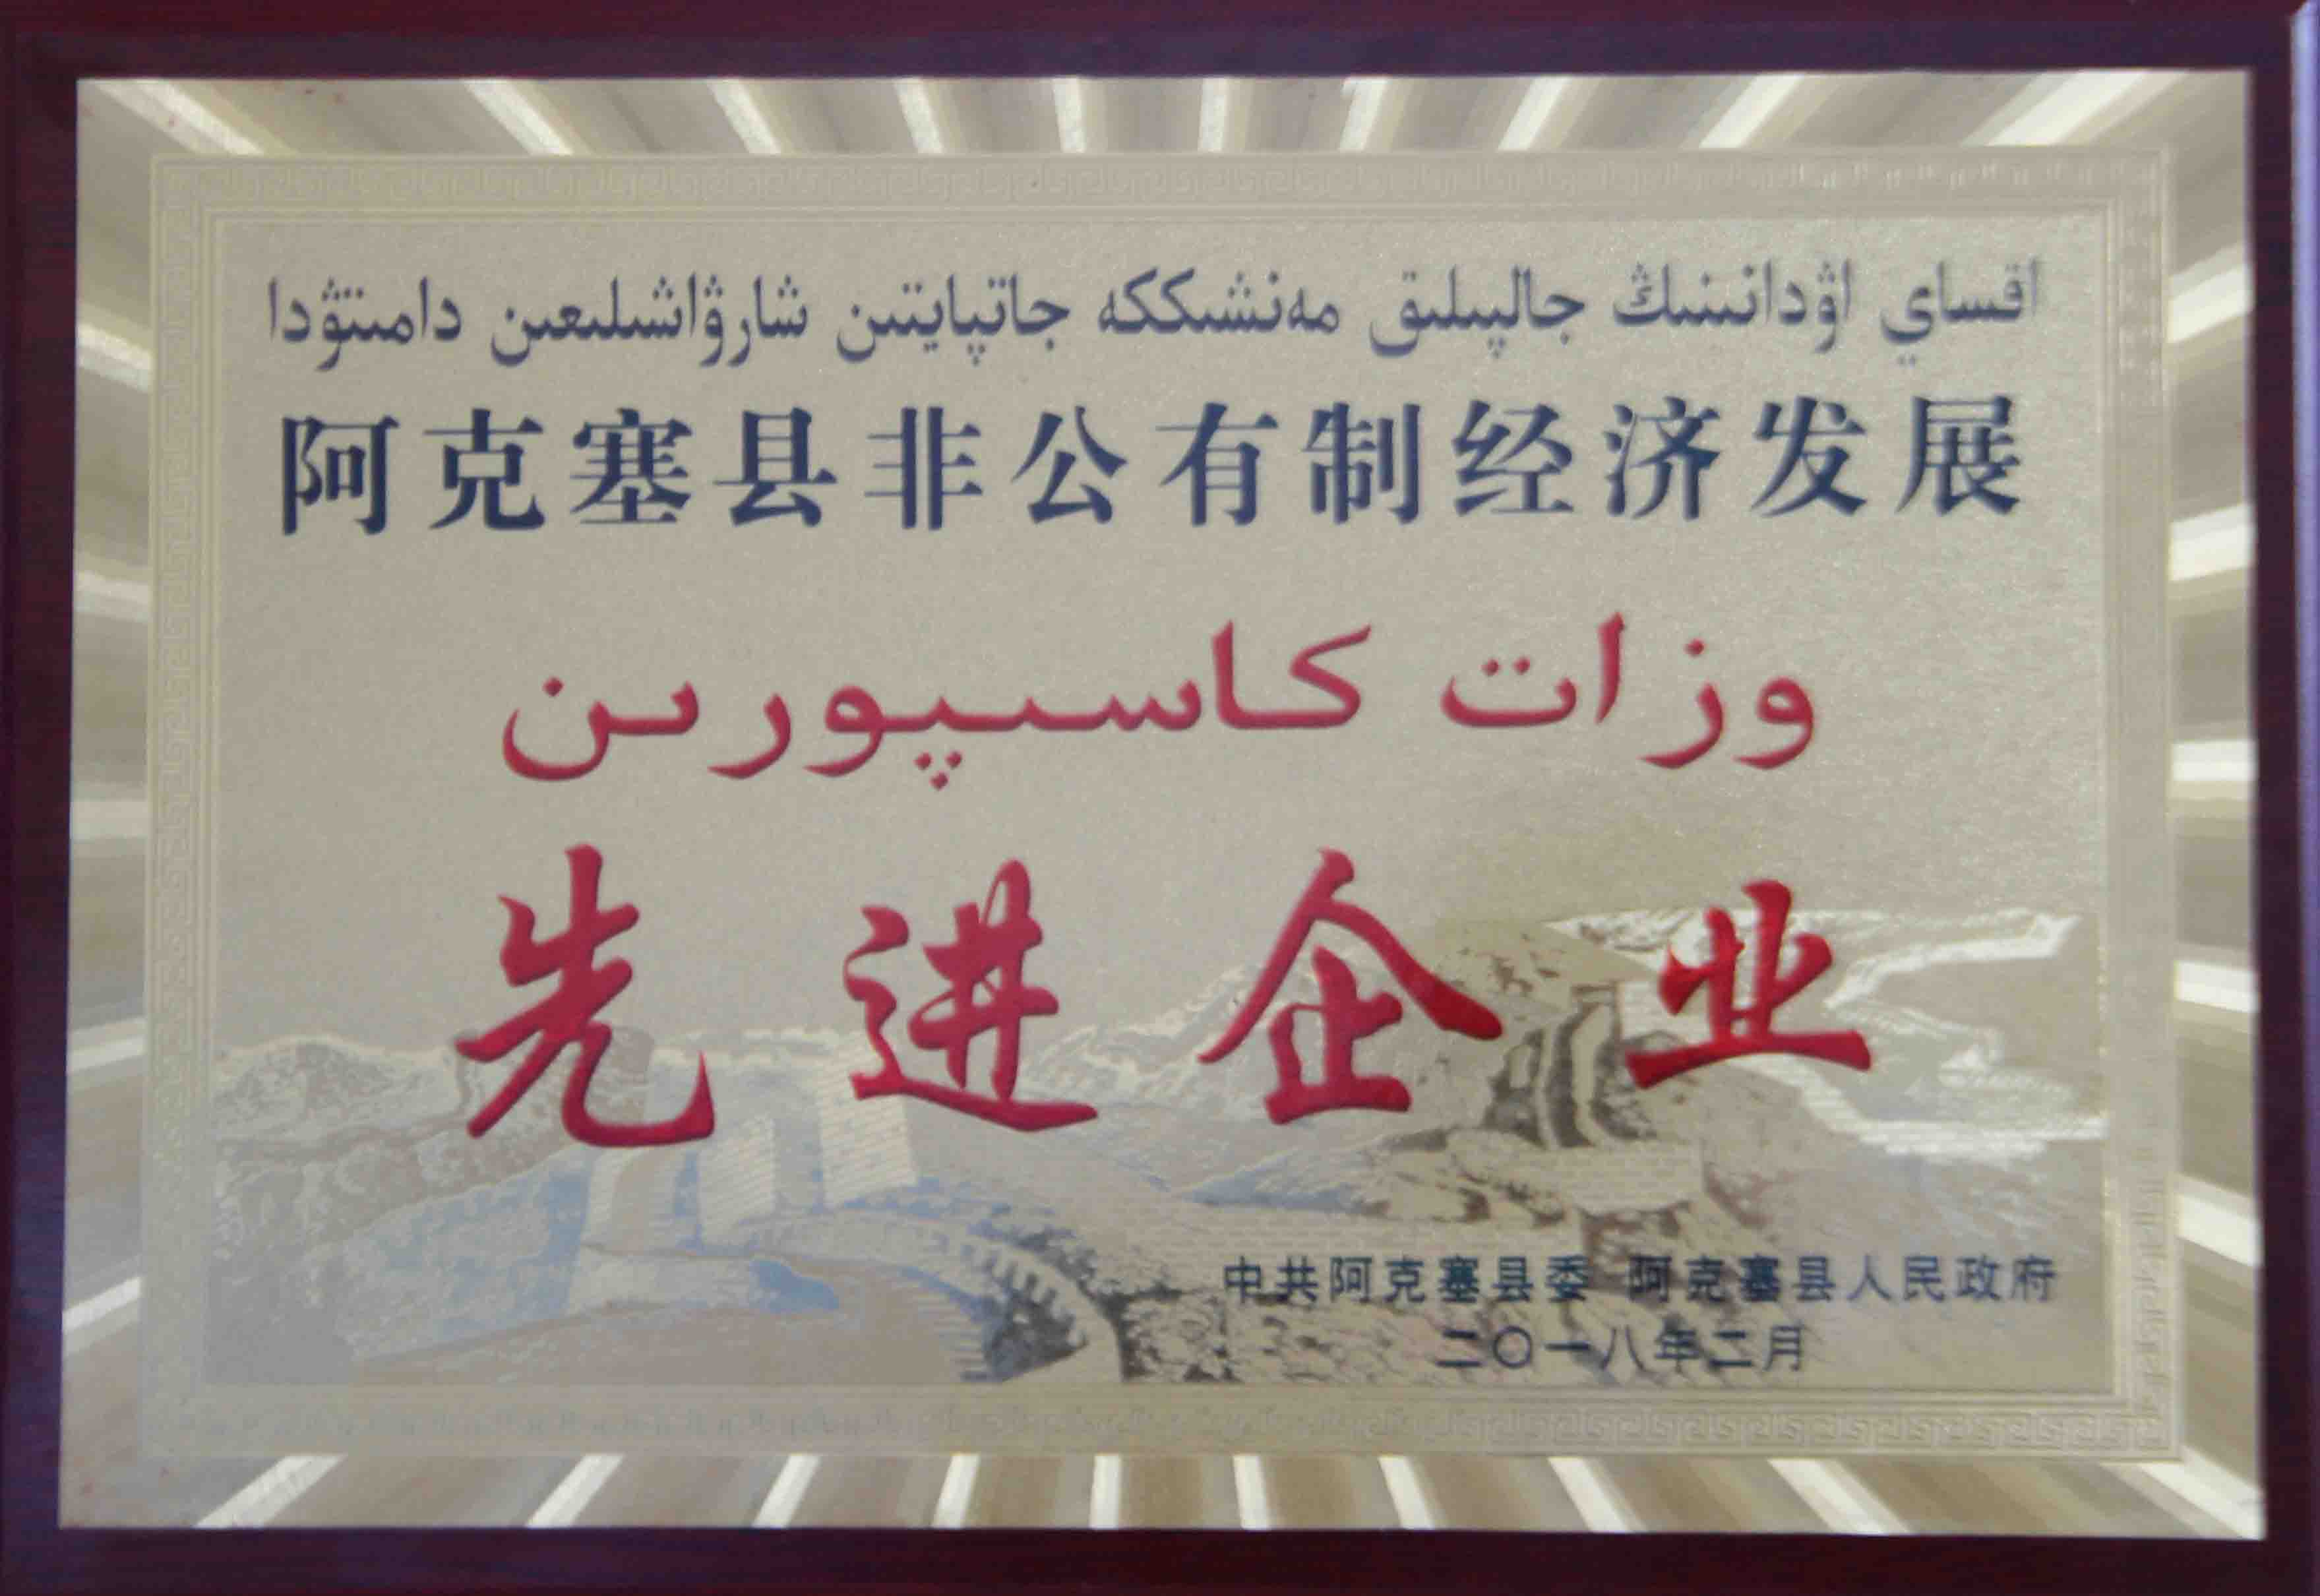 اقساي اۋدانىنىڭ جالپىلىق مەنشىككە جاتپايتىن شارۋاشىلىعىن دامىتۋدا
阿克塞县非公有制经济发展
وزات كاسىپورىن
先进企业
中共阿克塞县委 阿克塞县人民政府
二〇一八年二月